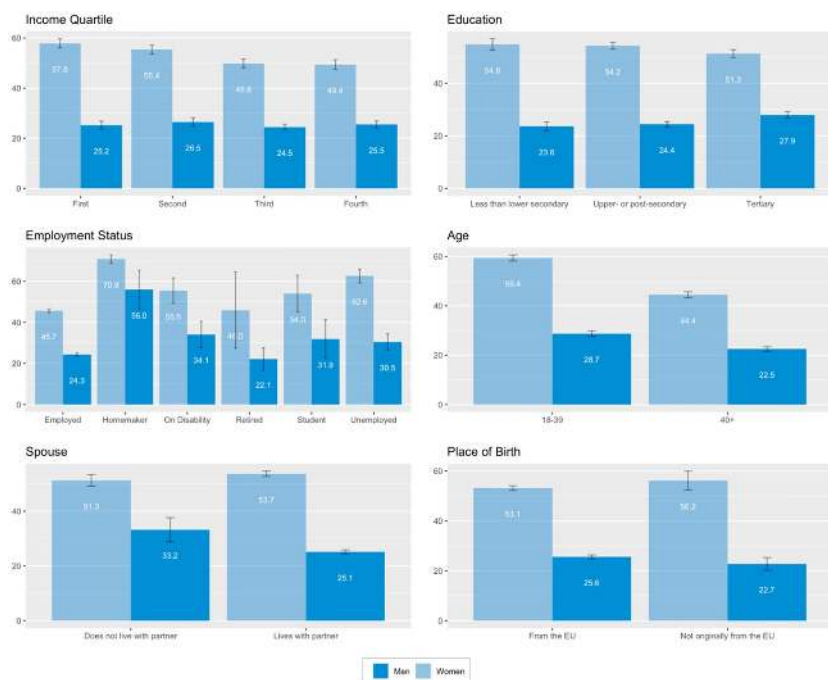 Income Quartile
60
40
20
0
57.8
25.2
55.4
26.5
49.8
24.5
49.4
25.5
First
Second
Third
Fourth
Education
40
20
0
54.8
23.6
54.2
24.4
51.3
27.9
Less than lower secondary
Upper- or post-secondary
Tertiary
Employment Status
60
40
20
0
45.7
24.3
70.9
56.0
55.5
34.1
46.0
22.1
54.0
31.9
62.6
30.5
Employed
Homemaker
On Disability
Retired
Student
Unemployed
Age
60
40
20
0
59.4
28.7
44.4
22.5
18-39
40+
Spouse
40
20
0
51.3
33.2
53.7
25.1
Does not live with partner
Lives with partner
Place of Birth
60
40
20
0
53.1
25.6
56.2
22.7
From the EU
Not originally from the EU
Men
Women